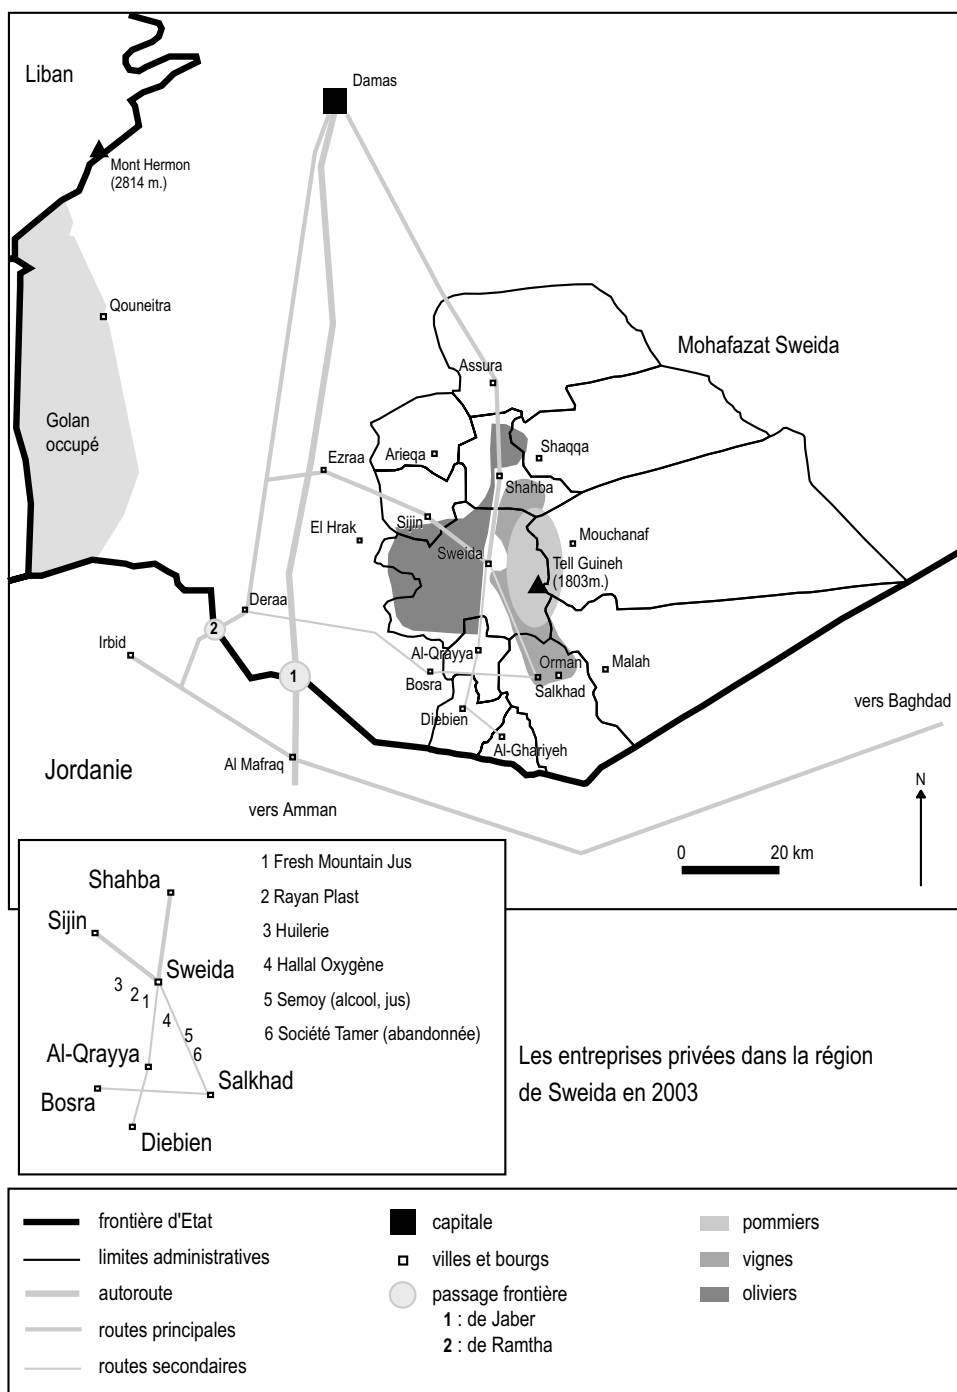 Liban
Damas
Mont Hermon
(2814 m.)
Qouneitra
Mohafazat Sweida
Assura
Golan
occupé
Ezraa
Arieqa
Shaqqa
Shahba
El Hrak
Sijin
Mouchanaf
Sweida
Tell Guineh
(1803m.)
Deraa
2
Irbid
Al-Qrayya
Orman
Malah
1
Bosra
Salkhad
vers Baghdad
Diebien
Al Mafraq
Al-Ghariyeh
Jordanie
vers Amman
N
0 20 km
Shahba
Sijin
Sweida
3
2
1
4
5
6
Al-Qrayya
Salkhad
Bosra
Diebien
1 Fresh Mountain Jus
2 Rayan Plast
3 Huilerie
4 Hallal Oxygène
5 Semoy (alcool, jus)
6 Société Tamer (abandonnée)
Les entreprises privées dans la région
de Sweida en 2003
frontière d'Etat
limites administratives
autoroute
routes principales
routes secondaires
capitale
villes et bourgs
passage frontière
1 : de Jaber
2 : de Ramtha
pommiers
vignes
oliviers